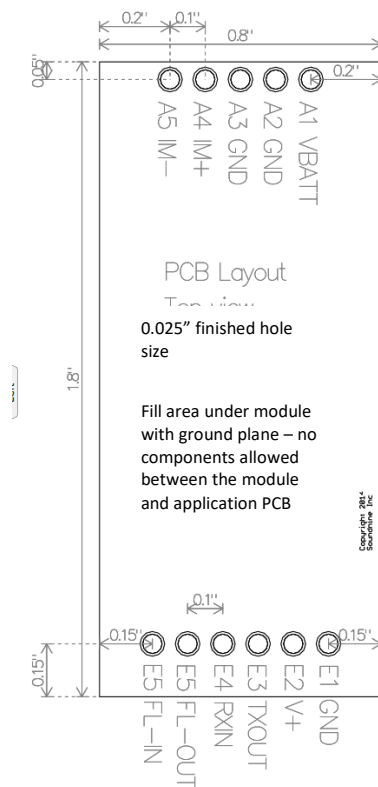 0.2" 0.1"
0.8"
0.05"
0.2"
A5 IM-
A4 IM+
A3 GND
A2 GND
A1 VBATT
PCB Layout
Top view
0.025” finished hole
size
1.8"
Fill area under module
with ground plane – no
components allowed
between the module
and application PCB
Copyright 2014
Soundnine Inc
0.1"
0.15"
0.15"
0.15"
E5 FL-IN
E5 FL-OUT
E4 RXIN
E3 TXOUT
E2 V+
E1 GND